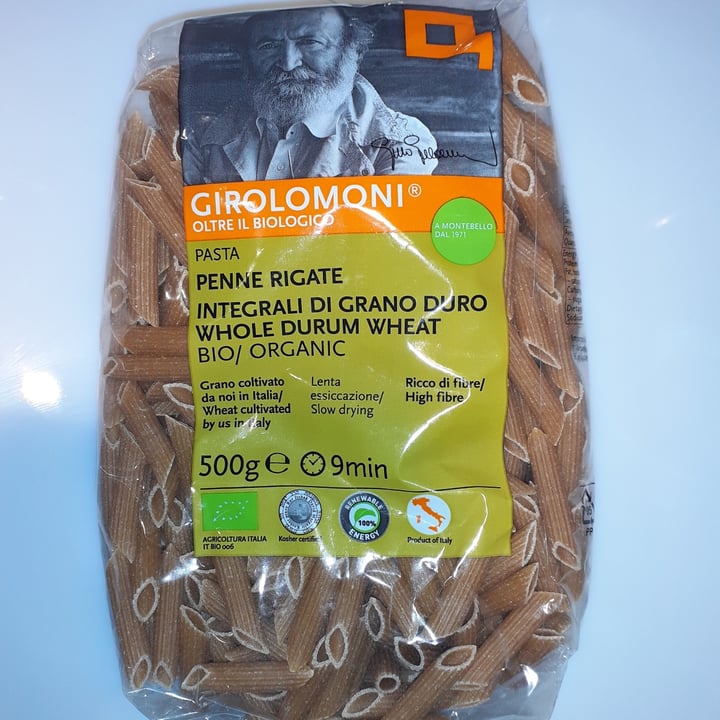 GIROLOMONI®
OLTRE IL BIOLOGICO
A MONTEBELLO
DAL 1971
PASTA
PENNE RIGATE
INTEGRALI DI GRANO DURO
WHOLE DURUM WHEAT
BIO/ ORGANIC
Grano coltivato
da noi in Italia/
Wheat cultivated
by us in Italy
Lenta
essiccazione/
Slow drying
Ricco di fibre/
High fibre
500g e 9min
RENEWABLE
100%
ENERGY
AGRICOLTURA ITALIA
IT BIO 006
Kosher certified
Product of Italy